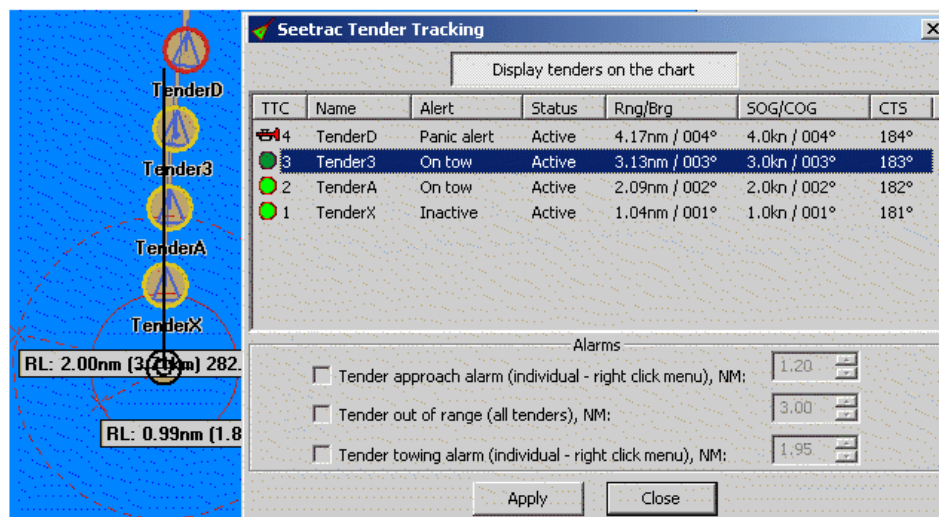 Seetrac Tender Tracking
Display tenders on the chart
TTC Name Alert Status Rng/Brg SOG/COG CTS
4 TenderD Panic alert Active 4.17nm / 004° 4.0kn / 004° 184°
3 Tender3 On tow Active 3.13nm / 003° 3.0kn / 003° 183°
2 TenderA On tow Active 2.09nm / 002° 2.0kn / 002° 182°
1 TenderX Inactive Active 1.04nm / 001° 1.0kn / 001° 181°
Alarms
Tender approach alarm (individual - right click menu), NM: 1.20
Tender out of range (all tenders), NM: 3.00
Tender towing alarm (individual - right click menu), NM: 1.95
Apply Close
TenderD
Tender3
TenderA
TenderX
RL: 2.00nm 282.
RL: 0.99nm (1.8